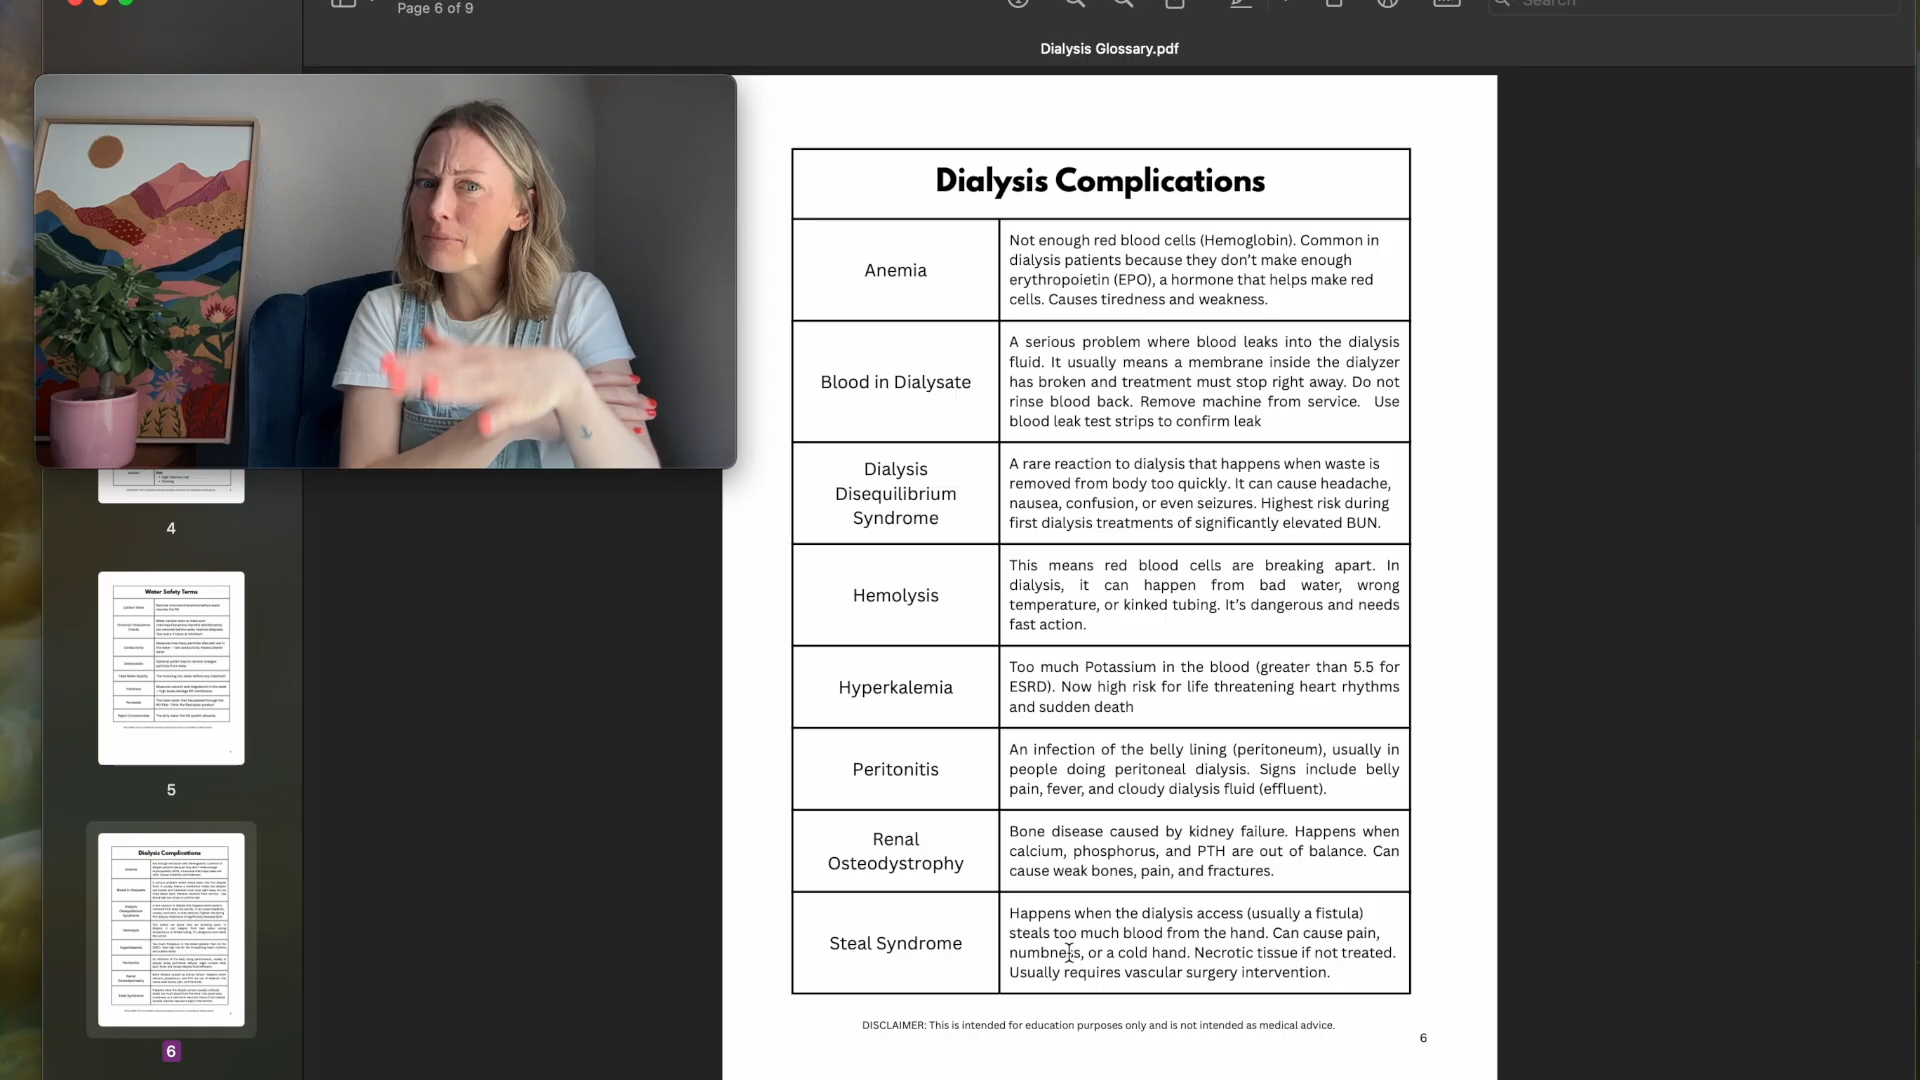 Page 6 of 9
Search
Dialysis Glossary.pdf
4
Water Safety Terms
5
Dialysis Complications
6
Dialysis Complications
Anemia
Not enough red blood cells (Hemoglobin). Common in
dialysis patients because they don't make enough
erythropoietin (EPO), a hormone that helps make red
cells. Causes tiredness and weakness.
Blood in Dialysate
A serious problem where blood leaks into the dialysis
fluid. It usually means a membrane inside the dialyzer
has broken and treatment must stop right away. Do not
rinse blood back. Remove machine from service.  Use
blood leak test strips to confirm leak
Dialysis
Disequilibrium
Syndrome
A rare reaction to dialysis that happens when waste is
removed from body too quickly. It can cause headache,
nausea, confusion, or even seizures. Highest risk during
first dialysis treatments of significantly elevated BUN.
Hemolysis
This means red blood cells are breaking apart. In
dialysis, it can happen from bad water, wrong
temperature, or kinked tubing. It's dangerous and needs
fast action.
Hyperkalemia
Too much Potassium in the blood (greater than 5.5 for
ESRD). Now high risk for life threatening heart rhythms
and sudden death
Peritonitis
An infection of the belly lining (peritoneum), usually in
people doing peritoneal dialysis. Signs include belly
pain, fever, and cloudy dialysis fluid (effluent).
Renal
Osteodystrophy
Bone disease caused by kidney failure. Happens when
calcium, phosphorus, and PTH are out of balance. Can
cause weak bones, pain, and fractures.
Steal Syndrome
Happens when the dialysis access (usually a fistula)
steals too much blood from the hand. Can cause pain,
numbness, or a cold hand. Necrotic tissue if not treated.
Usually requires vascular surgery intervention.
DISCLAIMER: This is intended for education purposes only and is not intended as medical advice.
6